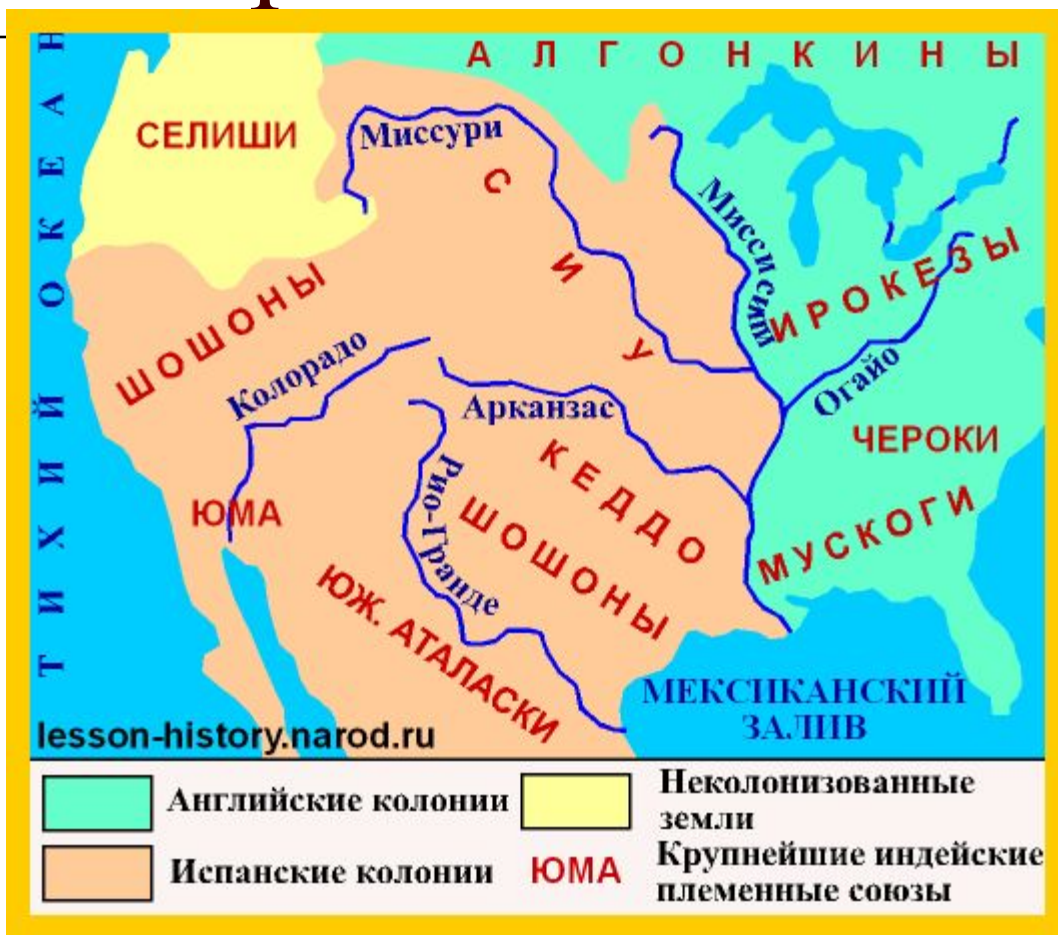 АЛГОНКИНЫ
СЕЛИШИ
Миссури
СИУ
Миссисипи
ИРОКЕЗЫ
ШОШОНЫ
Колорадо
Арканзас
Огайо
КЕДДО
ЧЕРОКИ
ЮМА
Рио-Гранде
ШОШОНЫ
МУСКОГИ
ЮЖ. АТАЛАСКИ
ТИХИЙ ОКЕАН
МЕКСИКАНСКИЙ
ЗАЛИВ
lesson-history.narod.ru
Английские колонии
Неколонизованные
земли
Испанские колонии
ЮМА
Крупнейшие индейские
племенные союзы